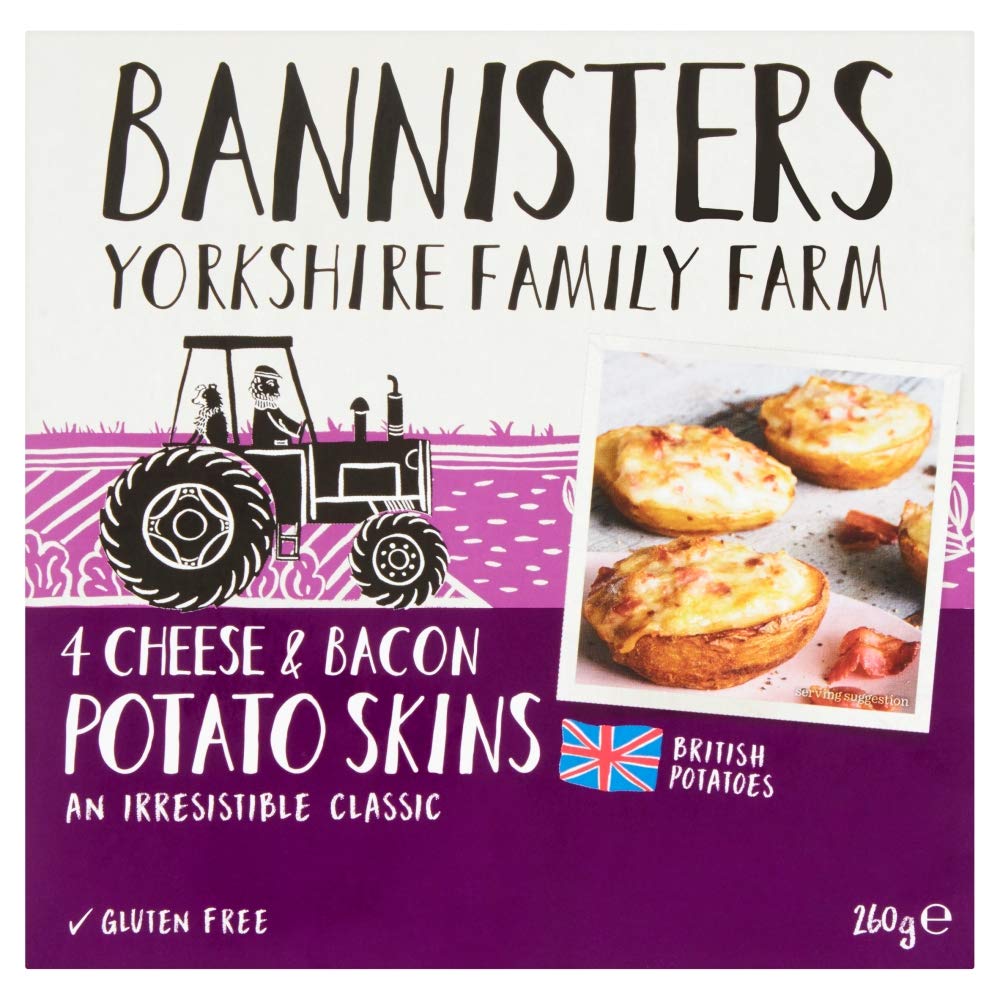 BANNISTERS
YORKSHIRE FAMILY FARM
serving suggestion
4 CHEESE & BACON
POTATO SKINS
AN IRRESISTIBLE CLASSIC
BRITISH
POTATOES
✓ GLUTEN FREE
260g ℮